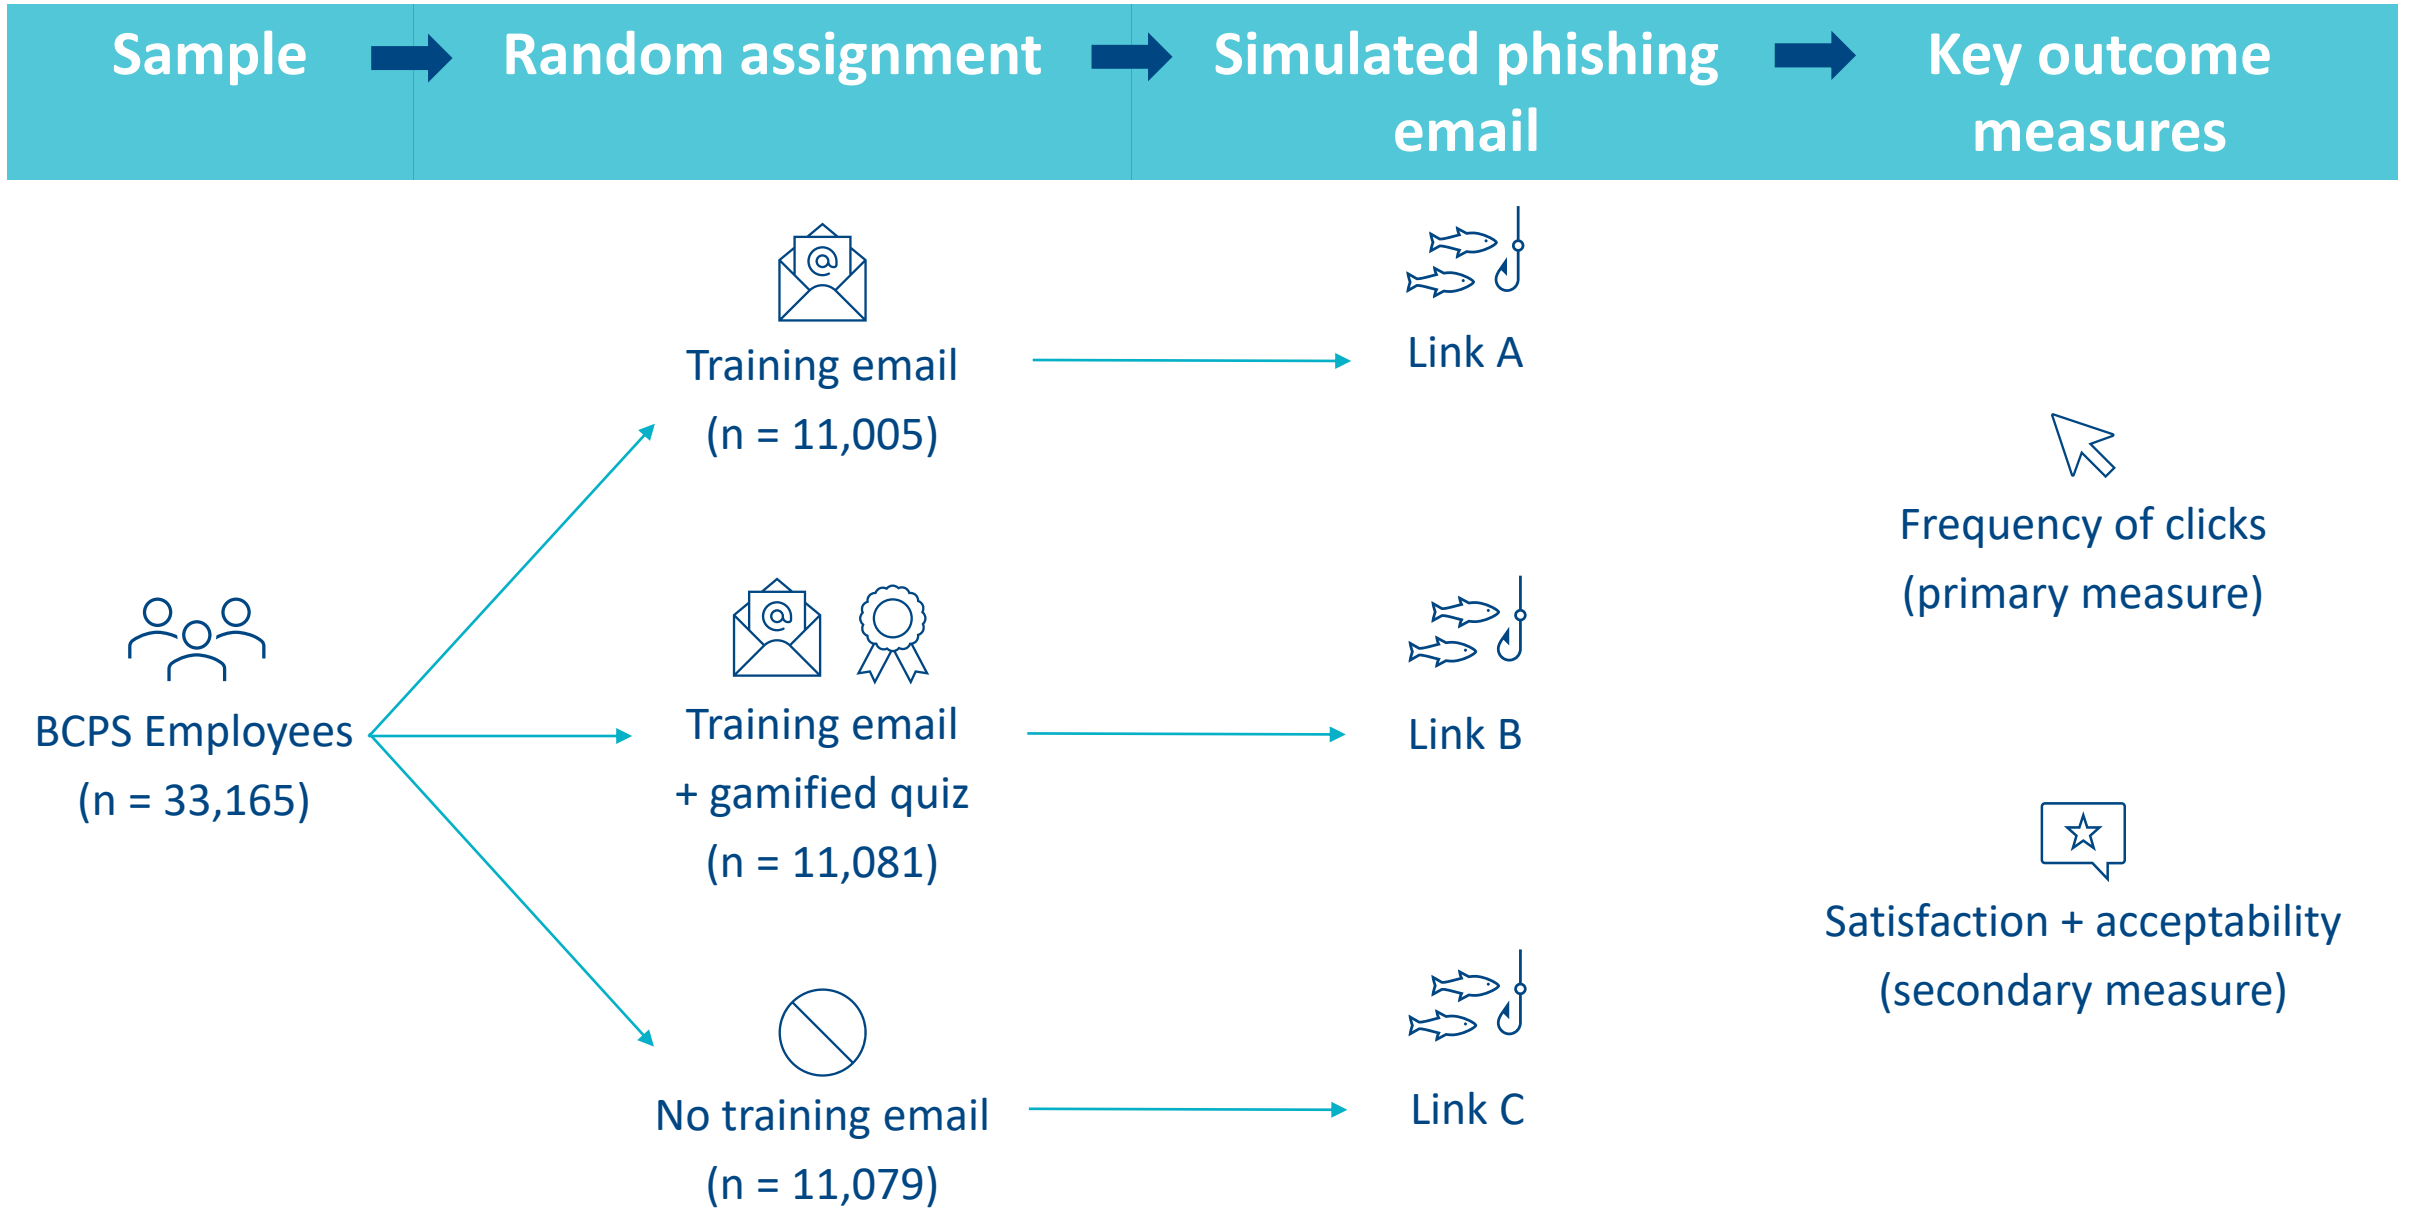 Sample
Random assignment
Simulated phishing
email
Key outcome
measures
BCPS Employees
(n = 33,165)
Training email
(n = 11,005)
Training email
+ gamified quiz
(n = 11,081)
No training email
(n = 11,079)
Link A
Link B
Link C
Frequency of clicks
(primary measure)
Satisfaction + acceptability
(secondary measure)